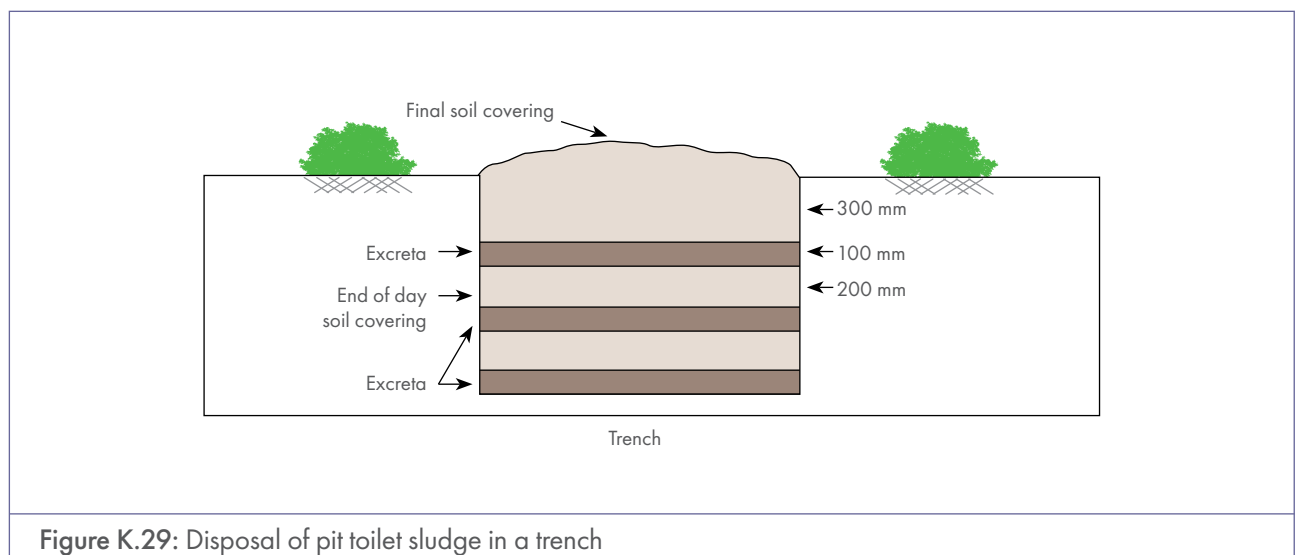 Final soil covering
300 mm
Excreta
100 mm
End of day
soil covering
200 mm
Excreta
Trench
Figure K.29: Disposal of pit toilet sludge in a trench